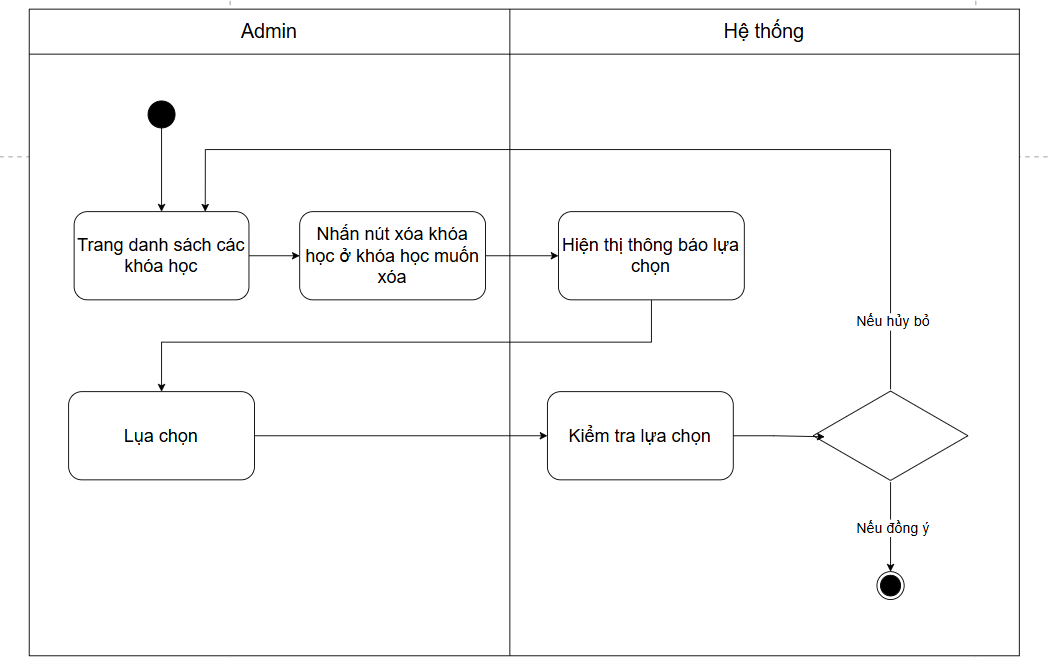 Admin
Hệ thống
Trang danh sách các
khóa học
Nhấn nút xóa khóa
học ở khóa học muốn
xóa
Hiện thị thông báo lựa
chọn
Nếu hủy bỏ
Lụa chọn
Kiểm tra lựa chọn
Nếu đồng ý